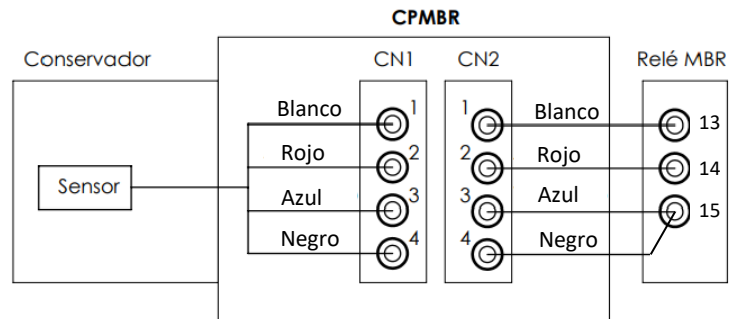 CPMBR
Conservador CN1 CN2 Relé MBR
Blanco 1 1 Blanco 13
Rojo 2 2 Rojo 14
Sensor Azul 3 3 Azul 15
Negro 4 4 Negro